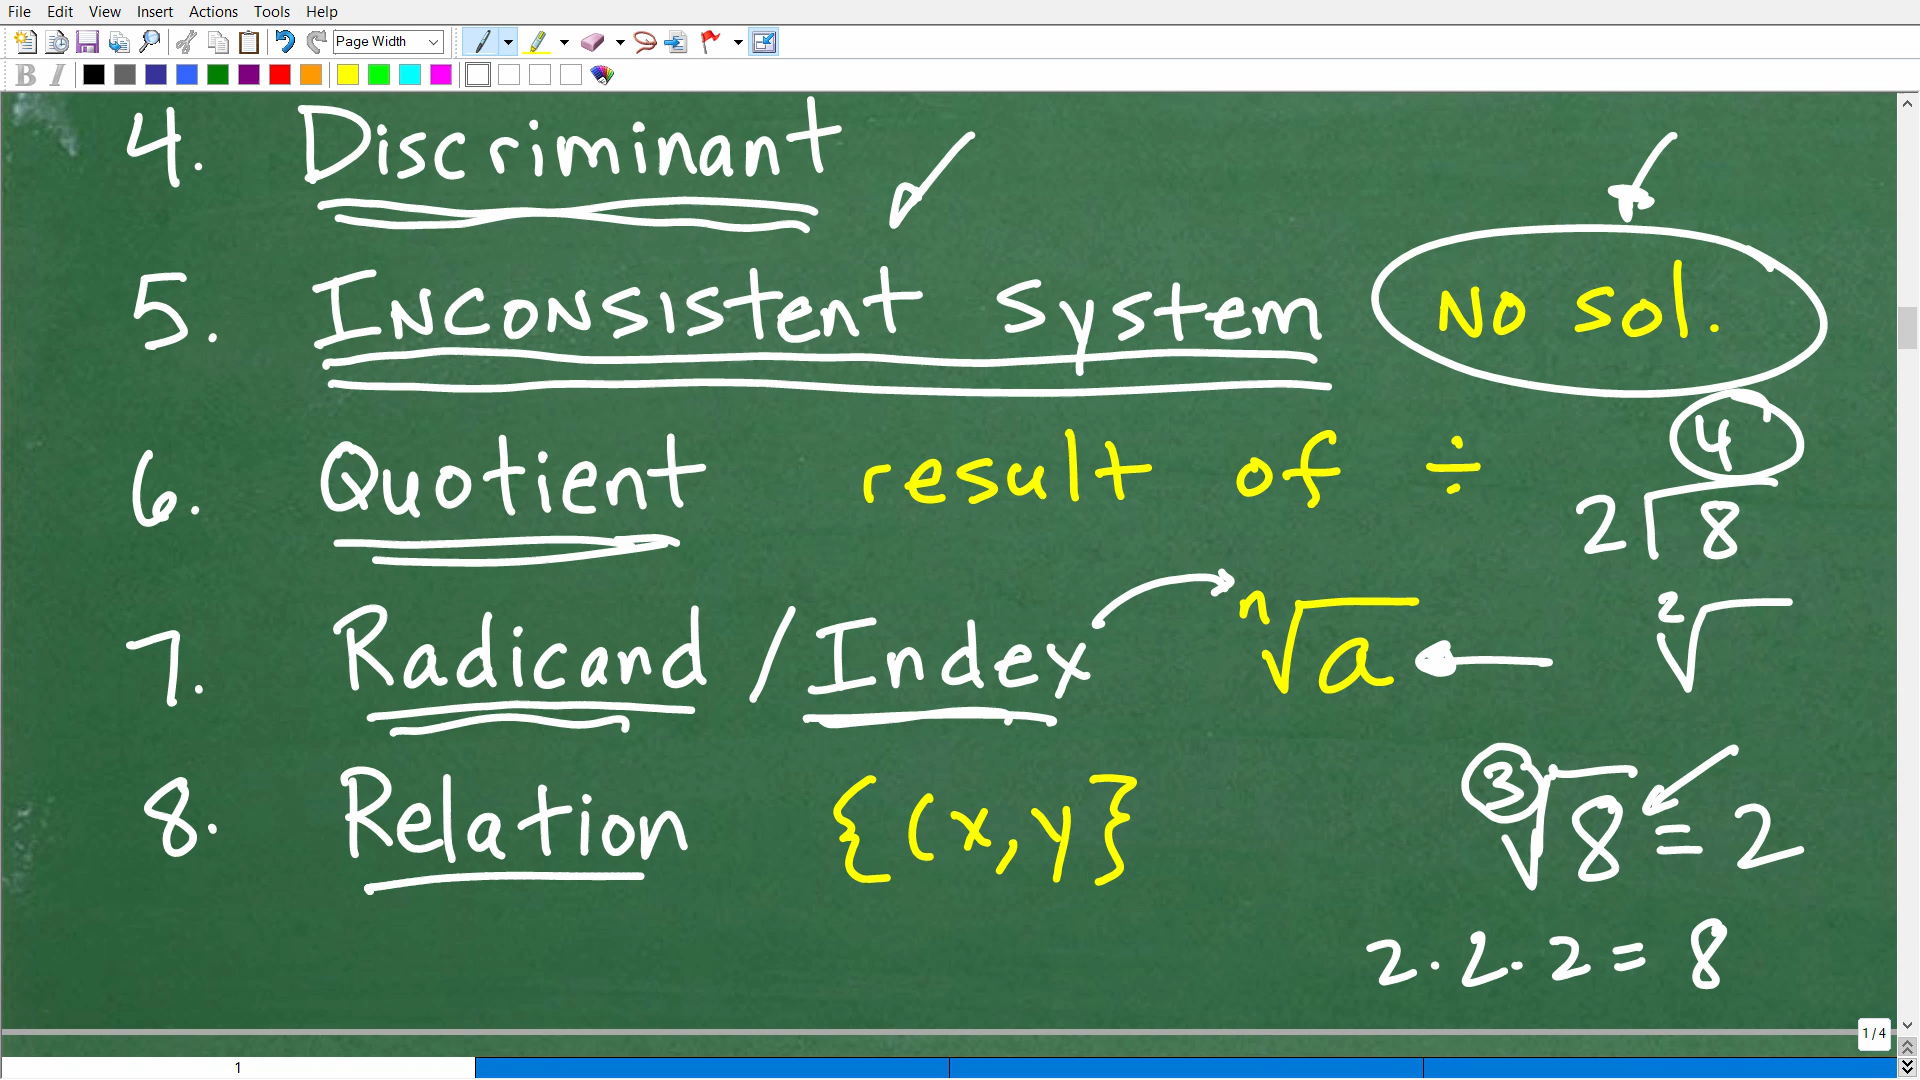 File Edit View Insert Actions Tools Help
Page Width
B I
4. Discriminant
5. Inconsistent System No sol.
6. Quotient result of ÷ 4
2 8
7. Radicand / Index n√a 2√
8. Relation {(x,y} 3√8 = 2
2·2·2 = 8
1/4
1